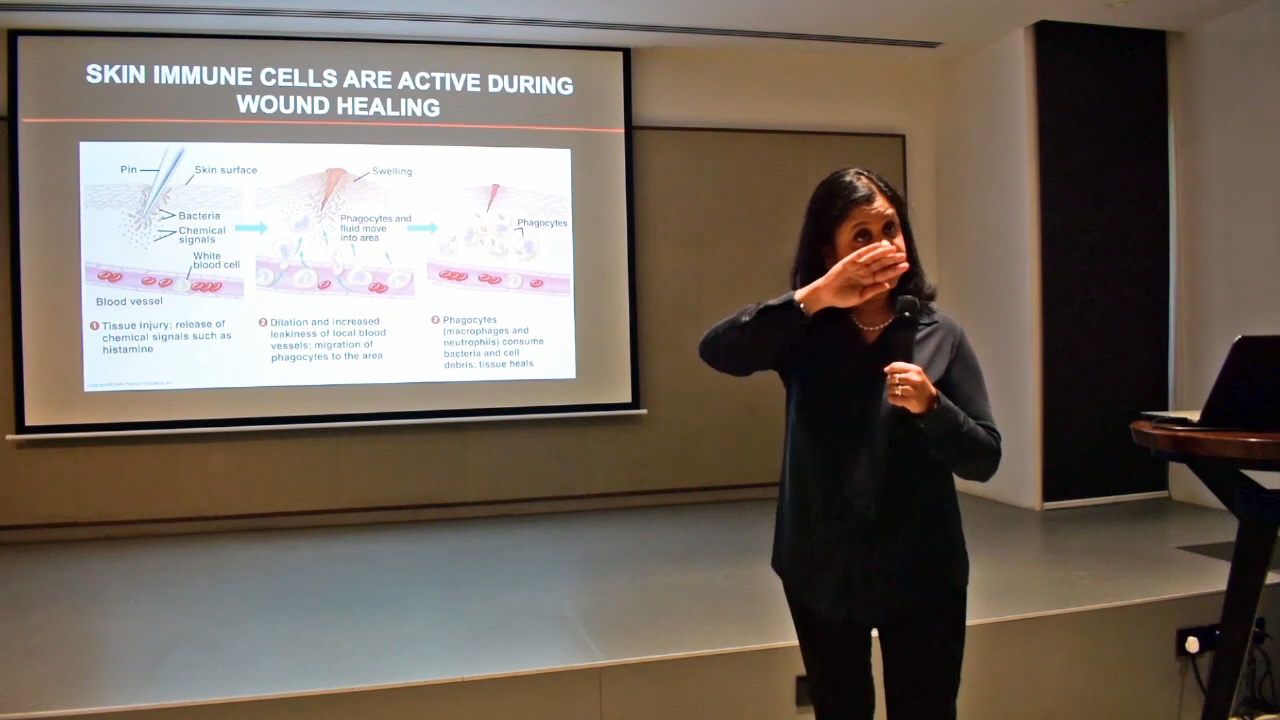 SKIN IMMUNE CELLS ARE ACTIVE DURING
WOUND HEALING
Pin
Skin surface
Bacteria
Chemical
signals
White
blood cell
Blood vessel
Swelling
Phagocytes and
fluid move
into area
Phagocytes
1 Tissue injury; release of
chemical signals such as
histamine
2 Dilation and increased
leakiness of local blood
vessels; migration of
phagocytes to the area
3 Phagocytes
(macrophages and
neutrophils) consume
bacteria and cell
debris; tissue heals